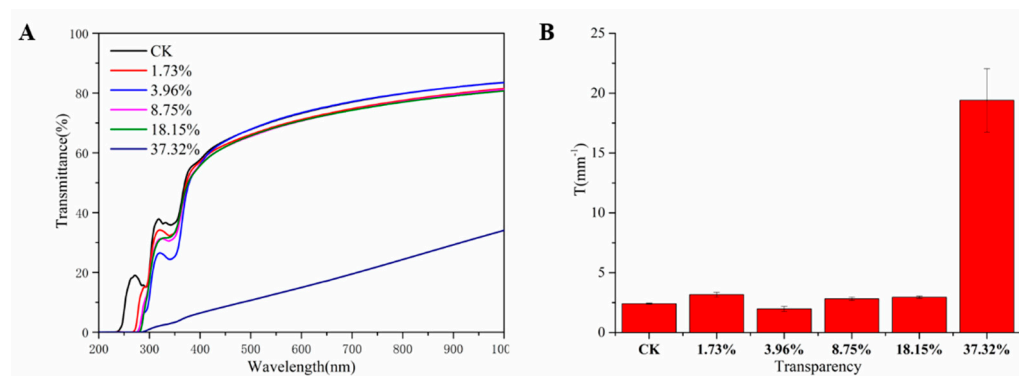 A
B
Transmittance(%)
100
80
60
40
20
0
CK
1.73%
3.96%
8.75%
18.15%
37.32%
200 300 400 500 600 700 800 900 100
Wavelength(nm)
T(mm⁻¹)
25
20
15
10
5
0
CK 1.73% 3.96% 8.75% 18.15% 37.32%
Transparency